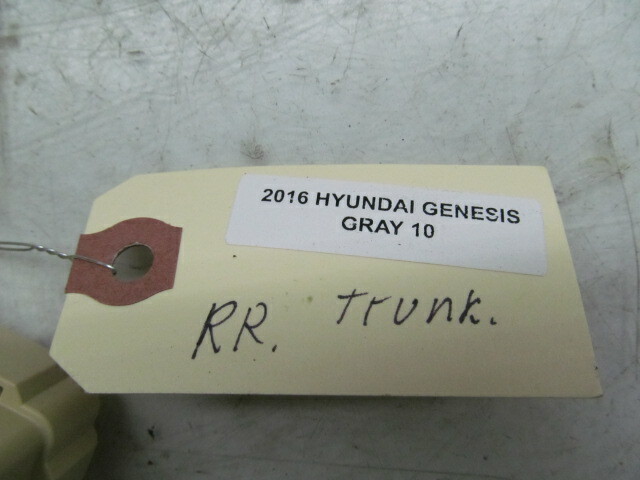 2016 HYUNDAI GENESIS
GRAY 10
RR. Trunk.